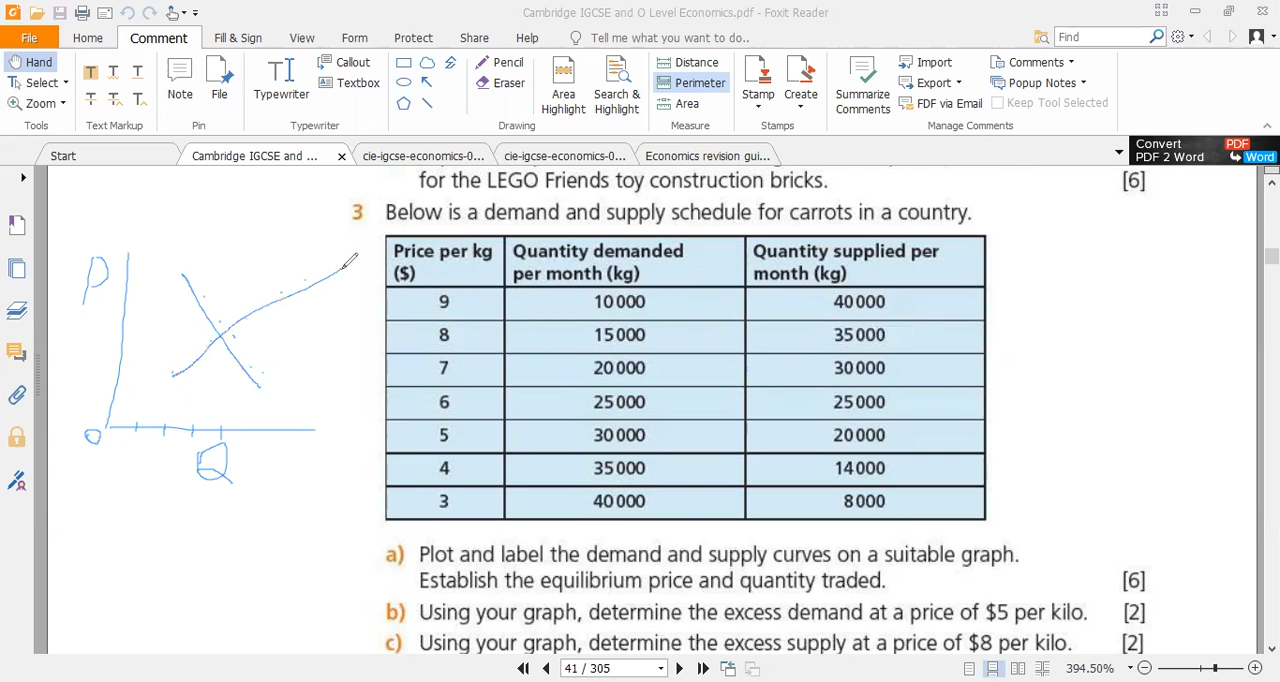 Cambridge IGCSE and O Level Economics.pdf - Foxit Reader
File Home Comment Fill & Sign View Form Protect Share Help Tell me what you want to do.. Find
Hand Select Zoom Tools
Text Markup
Note File Pin
Typewriter Callout Textbox Typewriter
Pencil Eraser Drawing
Area Highlight Search & Highlight
Distance Perimeter Area Measure
Stamp Create Stamps
Summarize Comments Import Export FDF via Email Comments Popup Notes Keep Tool Selected Manage Comments
Start Cambridge IGCSE and ... cie-igcse-economics-0... cie-igcse-economics-0... Economics revision gui...
Convert PDF 2 Word PDF Word
for the LEGO Friends toy construction bricks. [6]
3 Below is a demand and supply schedule for carrots in a country.
Price per kg ($) Quantity demanded per month (kg) Quantity supplied per month (kg)
9 10 000 40 000
8 15 000 35 000
7 20 000 30 000
6 25 000 25 000
5 30 000 20 000
4 35 000 14 000
3 40 000 8 000
P
0
Q
a) Plot and label the demand and supply curves on a suitable graph.
Establish the equilibrium price and quantity traded. [6]
b) Using your graph, determine the excess demand at a price of $5 per kilo. [2]
c) Using your graph, determine the excess supply at a price of $8 per kilo. [2]
41 / 305 394.50%